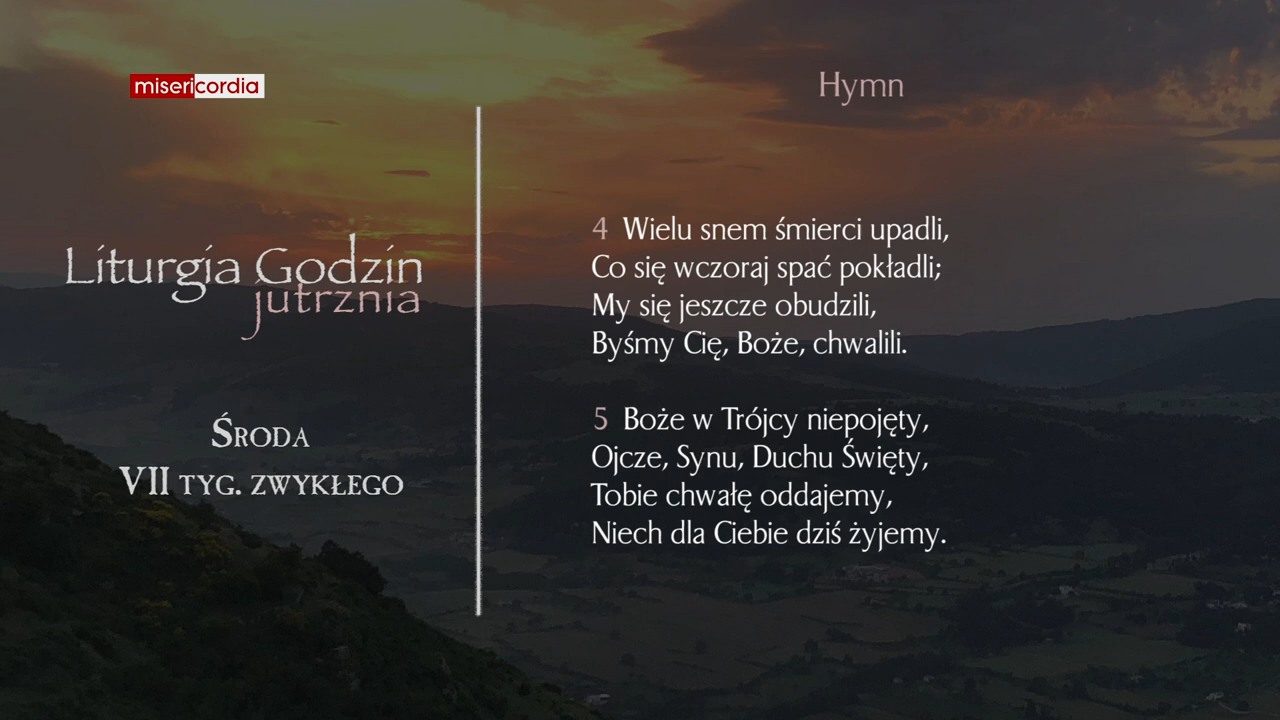 misericordia
Liturgia Godzin
jutrznia
Środa
VII tyg. zwykłego
Hymn
4 Wielu snem śmierci upadli,
Co się wczoraj spać pokładli;
My się jeszcze obudzili,
Byśmy Cię, Boże, chwalili.
5 Boże w Trójcy niepojęty,
Ojcze, Synu, Duchu Święty,
Tobie chwałę oddajemy,
Niech dla Ciebie dziś żyjemy.